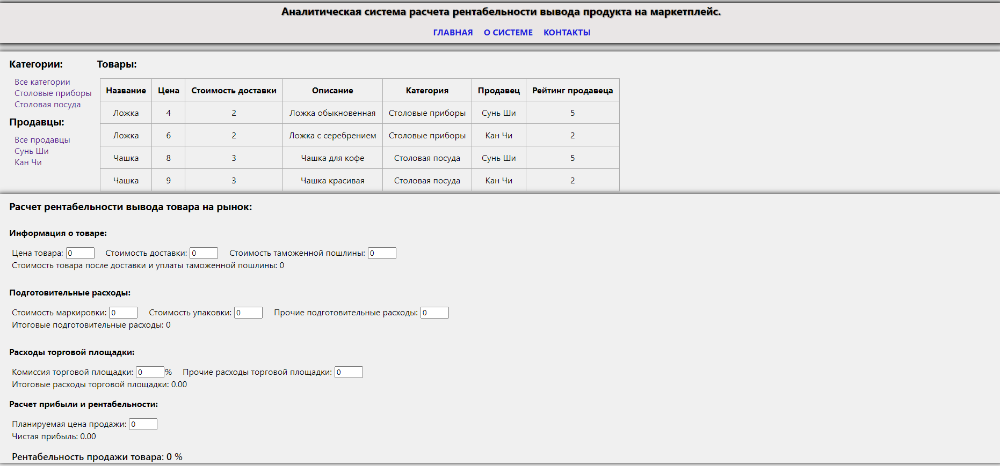 Аналитическая система расчета рентабельности вывода продукта на маркетплейс.
ГЛАВНАЯ О СИСТЕМЕ КОНТАКТЫ
Категории:
Все категории
Столовые приборы
Столовая посуда
Продавцы:
Все продавцы
Сунь Ши
Кан Чи
Товары:
Название Цена Стоимость доставки Описание Категория Продавец Рейтинг продавеца
Ложка 4 2 Ложка обыкновенная Столовые приборы Сунь Ши 5
Ложка 6 2 Ложка с серебрением Столовые приборы Кан Чи 2
Чашка 8 3 Чашка для кофе Столовая посуда Сунь Ши 5
Чашка 9 3 Чашка красивая Столовая посуда Кан Чи 2
Расчет рентабельности вывода товара на рынок:
Информация о товаре:
Цена товара: 0 Стоимость доставки: 0 Стоимость таможенной пошлины: 0
Стоимость товара после доставки и уплаты таможенной пошлины: 0
Подготовительные расходы:
Стоимость маркировки: 0 Стоимость упаковки: 0 Прочие подготовительные расходы: 0
Итоговые подготовительные расходы: 0
Расходы торговой площадки:
Комиссия торговой площадки: 0 % Прочие расходы торговой площадки: 0
Итоговые расходы торговой площадки: 0.00
Расчет прибыли и рентабельности:
Планируемая цена продажи: 0
Чистая прибыль: 0.00
Рентабельность продажи товара: 0 %